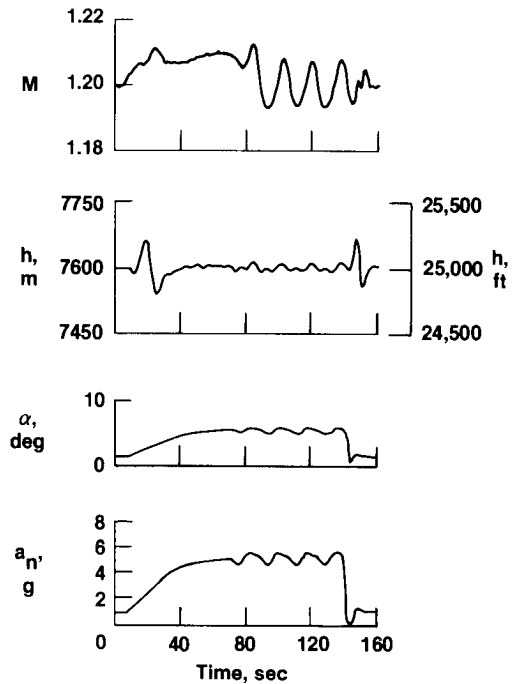 1.22
M 1.20
1.18
7750 25,500
h, m 7600 25,000 h, ft
7450 24,500
10
α, deg
0
8
6
an, g 4
2
0 40 80 120 160
Time, sec